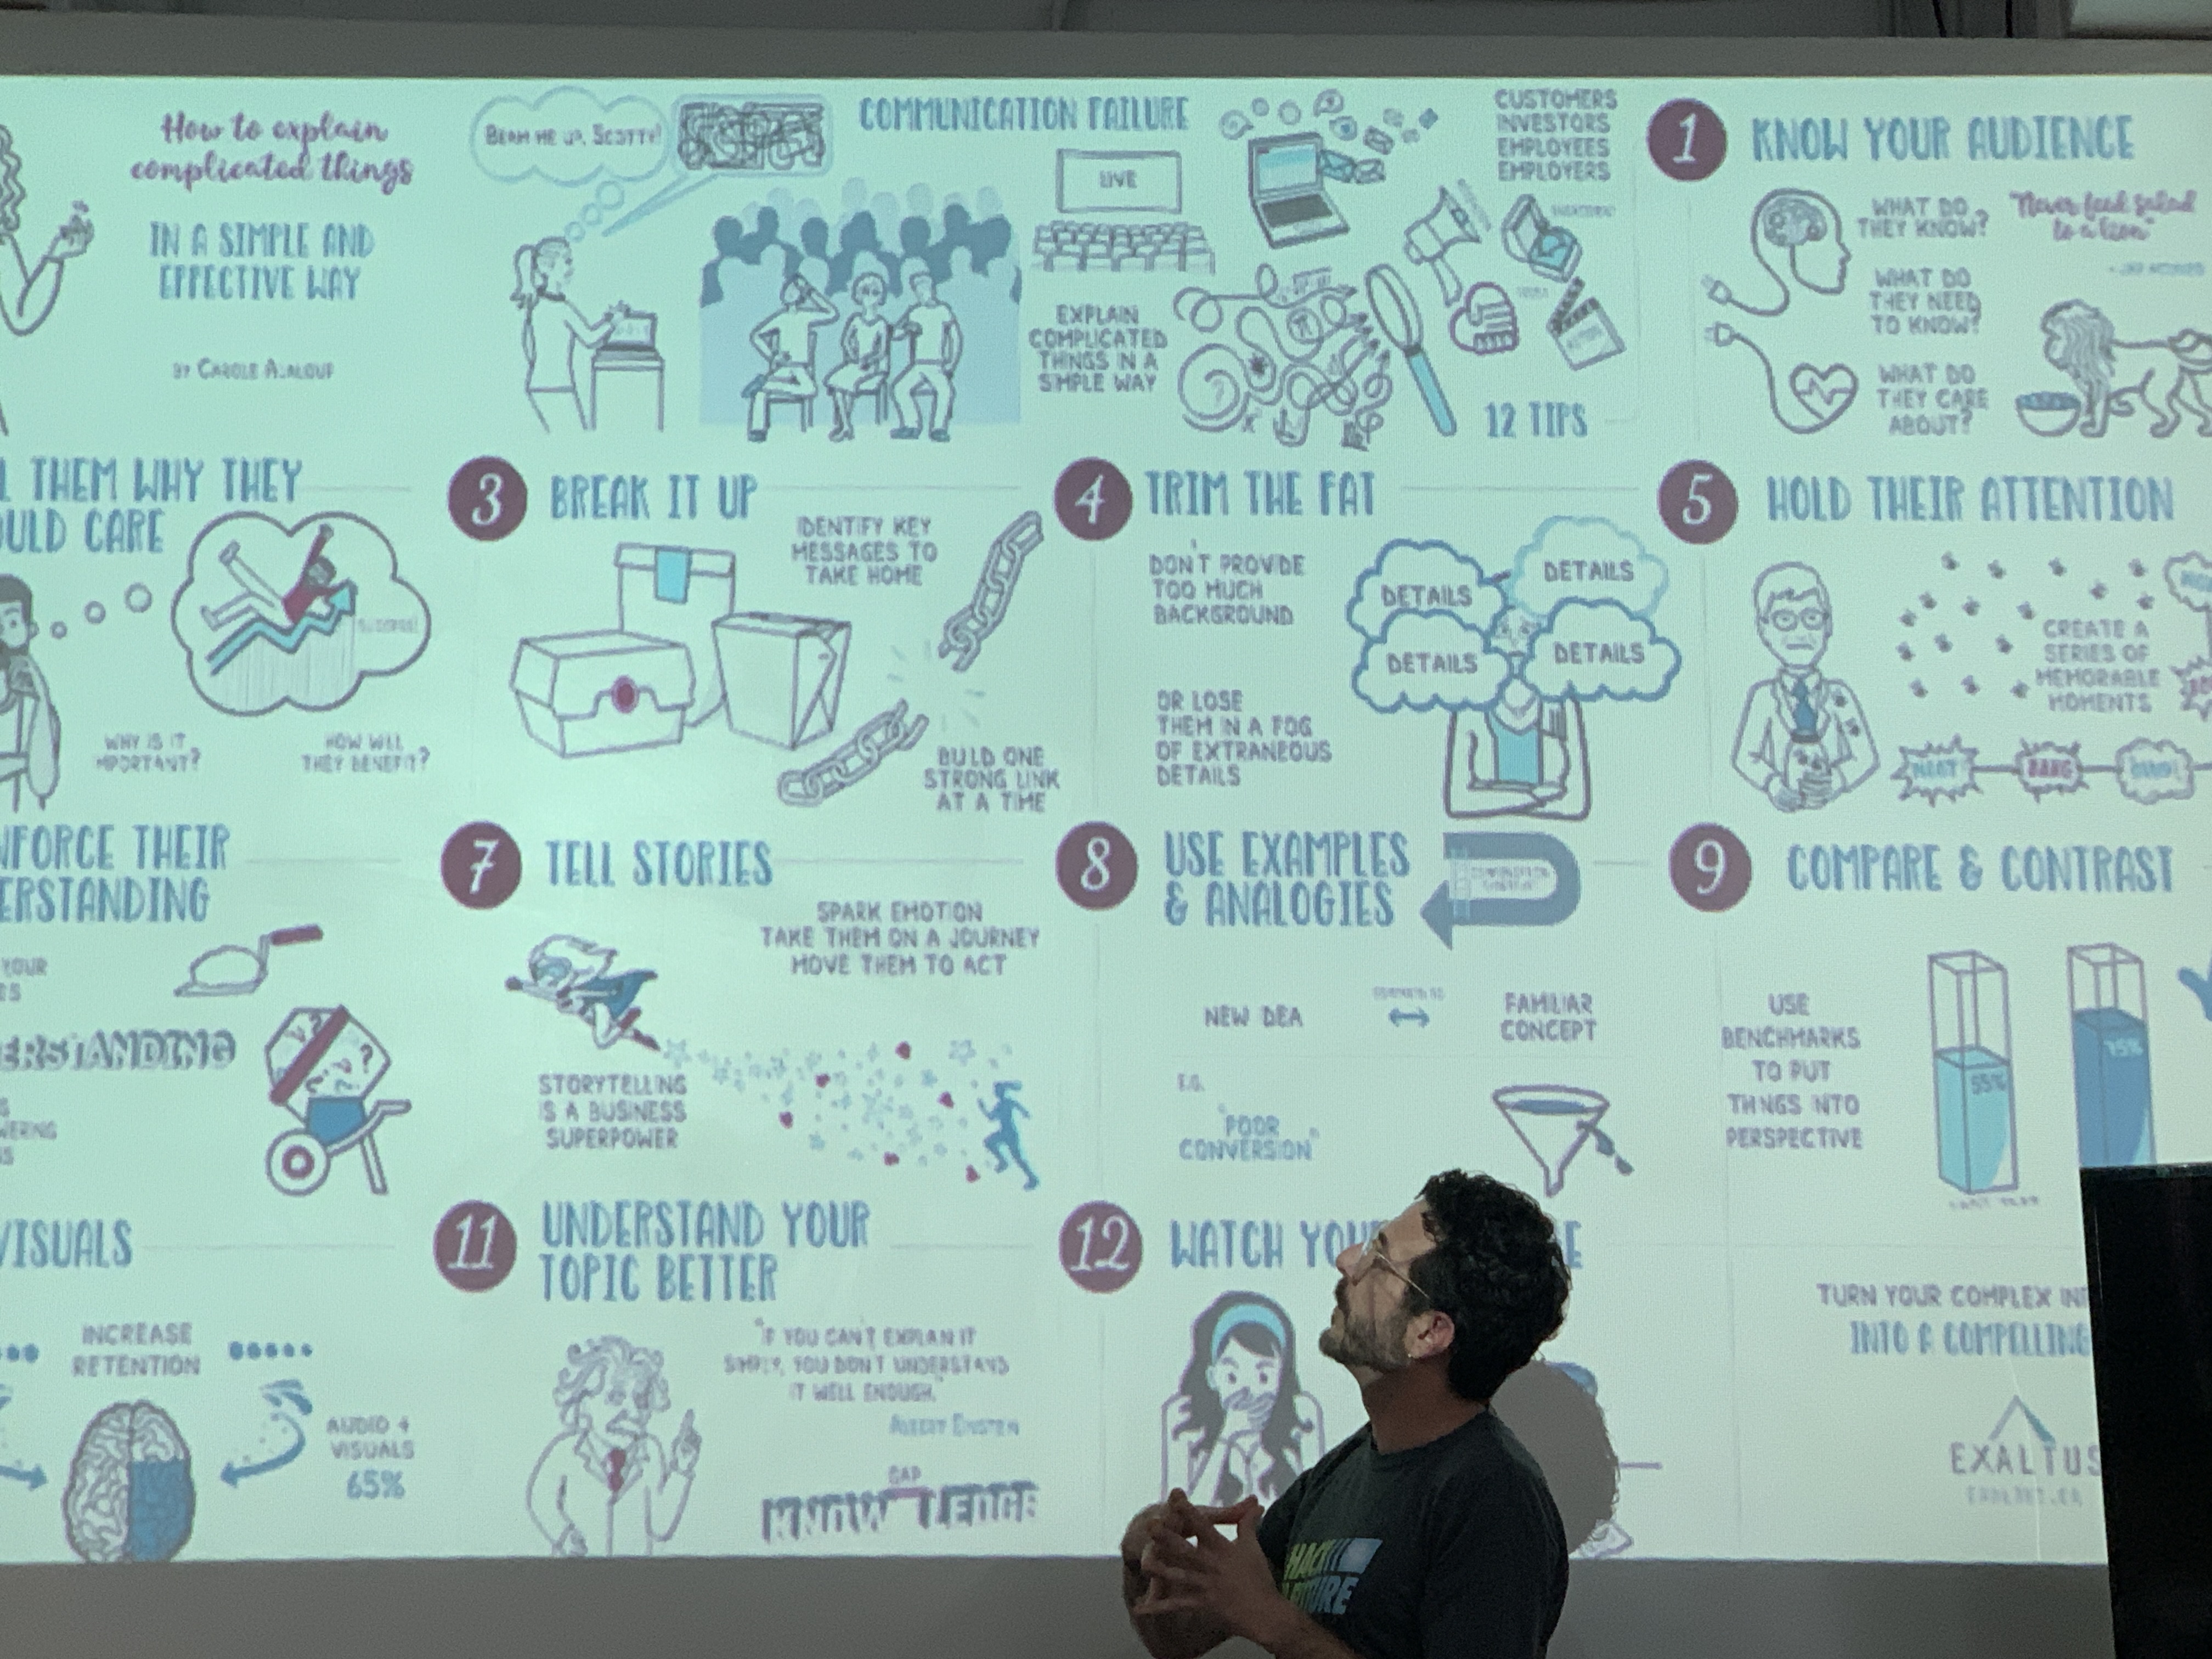 How to explain
complicated things
IN A SIMPLE AND
EFFECTIVE WAY
BY CAROLE ALALOUF
BEAM ME UP, SCOTTY!
COMMUNICATION FAILURE
LIVE
EXPLAIN
COMPLICATED
THINGS IN A
SIMPLE WAY
CUSTOMERS
INVESTORS
EMPLOYEES
EMPLOYERS
12 TIPS
1
KNOW YOUR AUDIENCE
WHAT DO
THEY KNOW?
WHAT DO
THEY NEED
TO KNOW?
WHAT DO
THEY CARE
ABOUT?
"Never feed salad
to a lion"
THEM WHY THEY
ULD CARE
WHY IS IT
MPORTANT?
HOW WILL
THEY BENEFIT?
3
BREAK IT UP
IDENTIFY KEY
MESSAGES TO
TAKE HOME
BUILD ONE
STRONG LINK
AT A TIME
4
TRIM THE FAT
DON'T PROVIDE
TOO MUCH
BACKGROUND
OR LOSE
THEM IN A FOG
OF EXTRANEOUS
DETAILS
DETAILS
DETAILS
DETAILS
DETAILS
5
HOLD THEIR ATTENTION
CREATE A
SERIES OF
MEMORABLE
MOMENTS
BANG
NFORCE THEIR
ERSTANDING
YOUR
ERSTANDING
WERING
7
TELL STORIES
SPARK EMOTION
TAKE THEM ON A JOURNEY
MOVE THEM TO ACT
STORYTELLING
IS A BUSINESS
SUPERPOWER
8
USE EXAMPLES
& ANALOGIES
NEW IDEA
FAMILIAR
CONCEPT
E.G.
"POOR
CONVERSION"
9
COMPARE & CONTRAST
USE
BENCHMARKS
TO PUT
THINGS INTO
PERSPECTIVE
55%
75%
VISUALS
INCREASE
RETENTION
AUDIO +
VISUALS
65%
11
UNDERSTAND YOUR
TOPIC BETTER
"IF YOU CAN'T EXPLAIN IT
SIMPLY, YOU DON'T UNDERSTAND
IT WELL ENOUGH."
ALBERT EINSTEIN
GAP
KNOW LEDGE
12
WATCH YOU
E
TURN YOUR COMPLEX IN
INTO A COMPELLING
EXALTUS
HACK